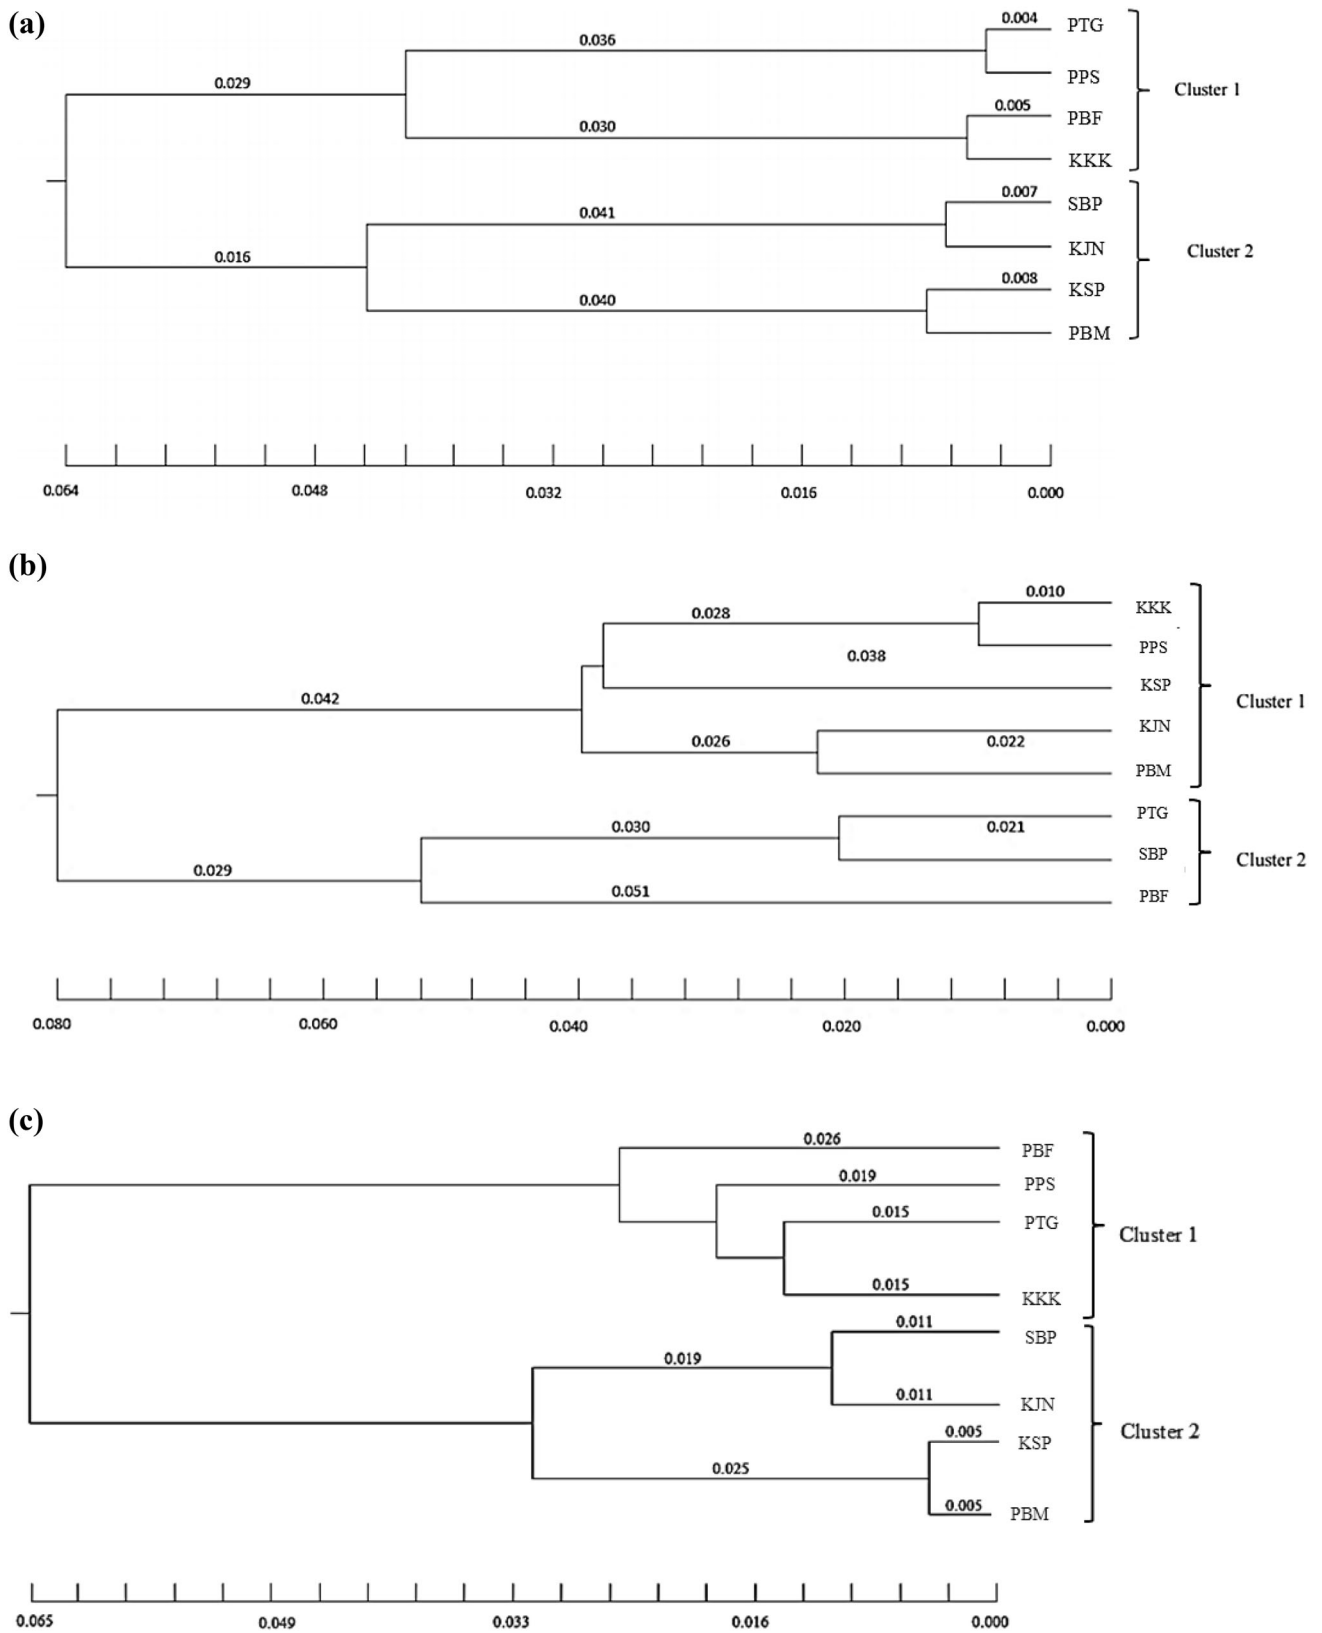 (a)
0.004
PTG
0.036
PPS
Cluster 1
0.029
0.005
PBF
0.030
KKK
0.007
SBP
0.041
KJN
Cluster 2
0.016
0.008
KSP
0.040
PBM
0.064 0.048 0.032 0.016 0.000
(b)
0.010
KKK
0.028
PPS
0.038
KSP
0.042
Cluster 1
KJN
0.026
0.022
PBM
PTG
0.030
0.021
SBP
Cluster 2
0.029
0.051
PBF
0.080 0.060 0.040 0.020 0.000
(c)
0.026
PBF
0.019
PPS
0.015
PTG
Cluster 1
0.015
KKK
0.011
SBP
0.019
0.011
KJN
Cluster 2
0.005
KSP
0.025
0.005
PBM
0.065 0.049 0.033 0.016 0.000